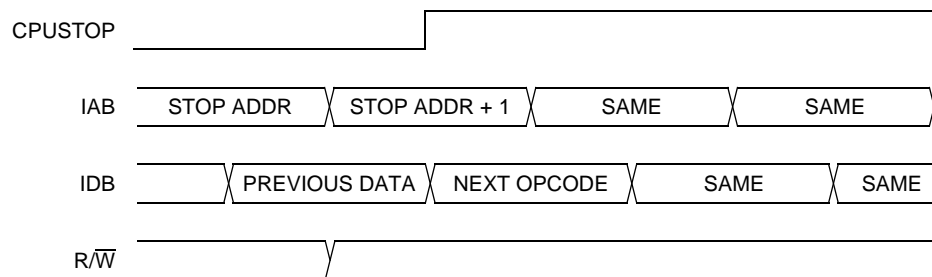 CPUSTOP
IAB STOP ADDR STOP ADDR + 1 SAME SAME
IDB PREVIOUS DATA NEXT OPCODE SAME SAME
R/W̅